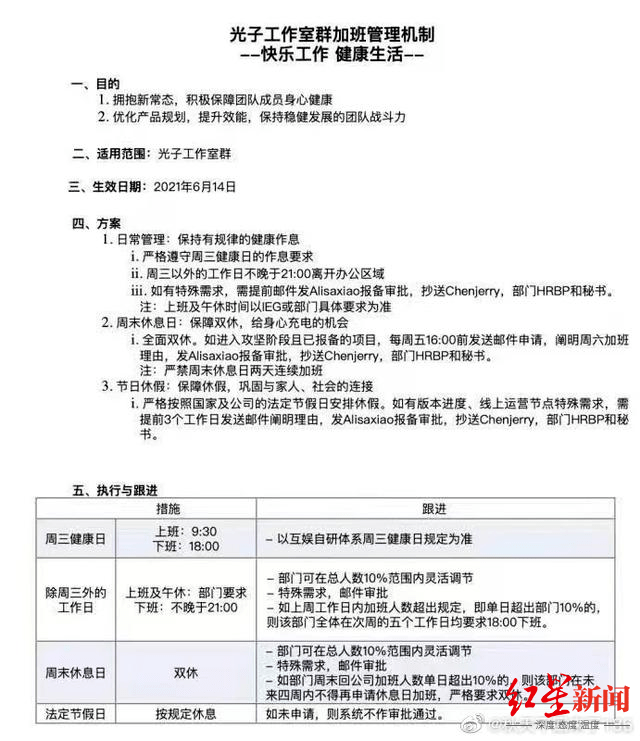 光子工作室群加班管理机制
--快乐工作 健康生活--
一、目的
1. 拥抱新常态，积极保障团队成员身心健康
2. 优化产品规划，提升效能，保持稳健发展的团队战斗力
二、适用范围：光子工作室群
三、生效日期：2021年6月14日
四、方案
1. 日常管理：保持有规律的健康作息
i. 严格遵守周三健康日的作息要求
ii. 周三以外的工作日不晚于21:00离开办公区域
iii. 如有特殊需求，需提前邮件发Alisaxiao报备审批，抄送Chenjerry，部门HRBP和秘书。
注：上班及午休时间以IEG或部门具体要求为准
2. 周末休息日：保障双休，给身心充电的机会
i. 全面双休。如进入攻坚阶段且已报备的项目，每周五16:00前发送邮件申请，阐明周六加班
理由，发Alisaxiao报备审批，抄送Chenjerry，部门HRBP和秘书。
注：严禁周末休息日两天连续加班
3. 节日休假：保障休假，巩固与家人、社会的连接
i. 严格按照国家及公司的法定节假日安排休假。如有版本进度、线上运营节点特殊需求，需
提前3个工作日发送邮件阐明理由，发Alisaxiao报备审批，抄送Chenjerry，部门HRBP和秘
书。
五、执行与跟进
措施 跟进
周三健康日 上班：9:30 下班：18:00 – 以互娱自研体系周三健康日规定为准
除周三外的工作日 上班及午休：部门要求 下班：不晚于21:00
– 部门可在总人数10%范围内灵活调节
– 特殊需求，邮件审批
– 如上周工作日内加班人数超出规定，即单日超出部门10%的，
则该部门全体在次周的五个工作日均要求18:00下班。
周末休息日 双休
– 部门可在总人数10%范围内灵活调节
– 特殊需求，邮件审批
– 如部门周末回公司加班人数单日超出10%的，则该部门在未
来四周内不得再申请休息日加班，严格要求双休。
法定节假日 按规定休息 如未申请，则系统不作审批通过。
红星新闻
深度 态度 温度